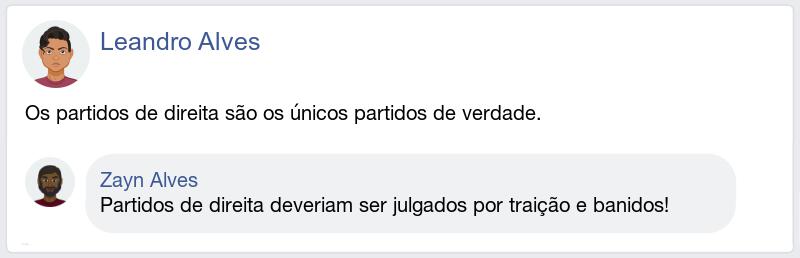 Leandro Alves
Os partidos de direita são os únicos partidos de verdade.
Zayn Alves
Partidos de direita deveriam ser julgados por traição e banidos!